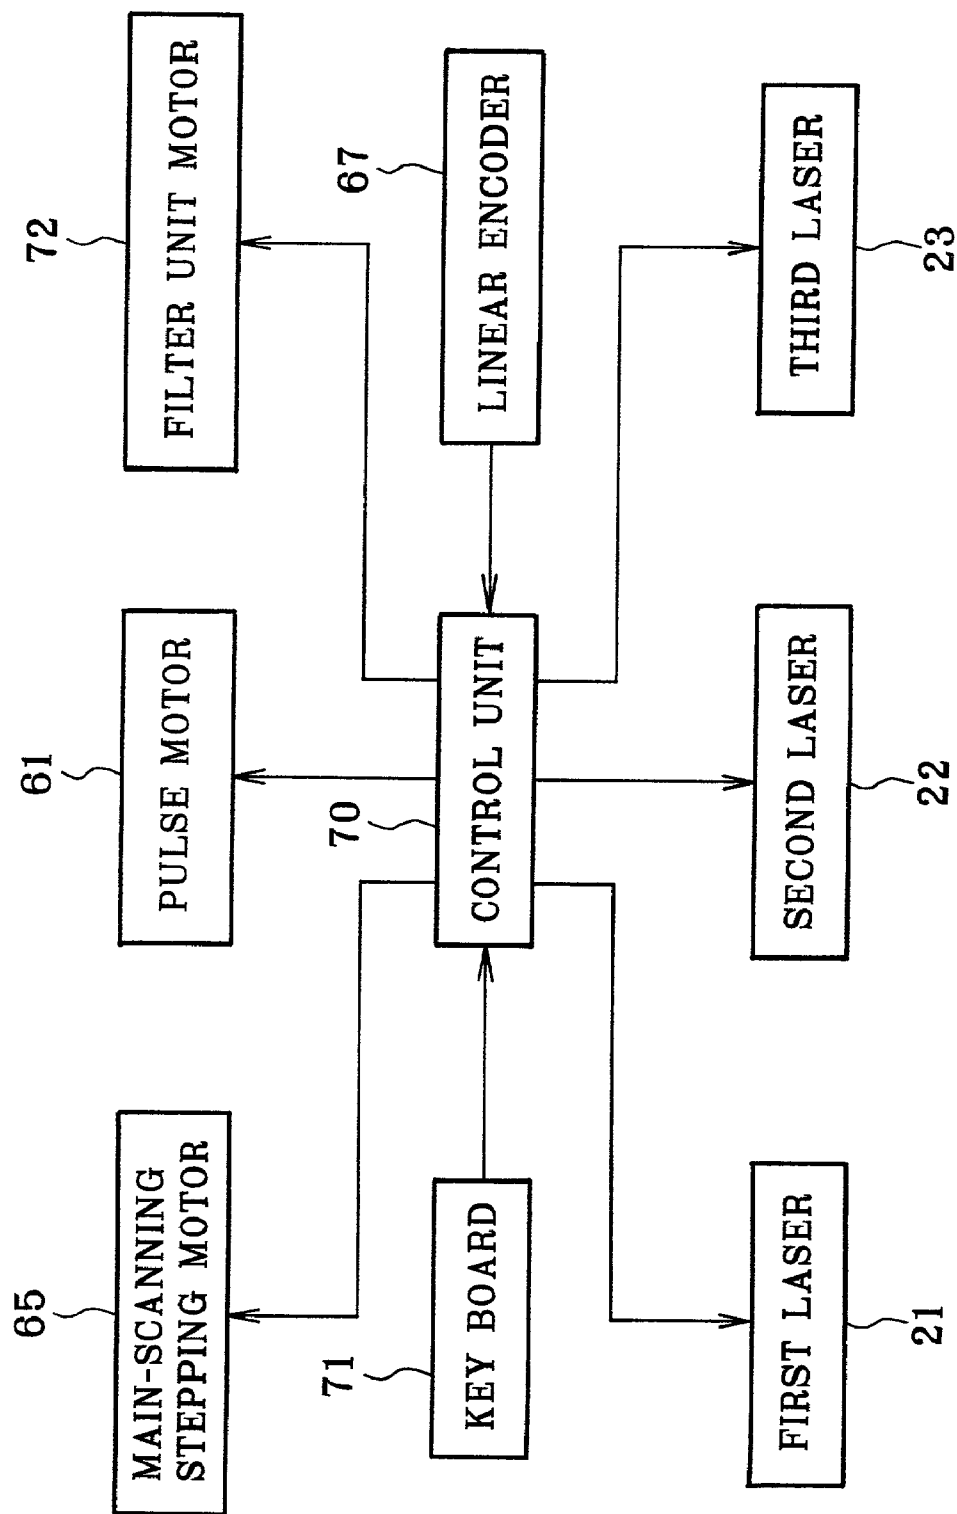 65
MAIN-SCANNING
STEPPING MOTOR
61
PULSE MOTOR
72
FILTER UNIT MOTOR
71
KEY BOARD
70
CONTROL UNIT
67
LINEAR ENCODER
FIRST LASER
21
SECOND LASER
22
THIRD LASER
23